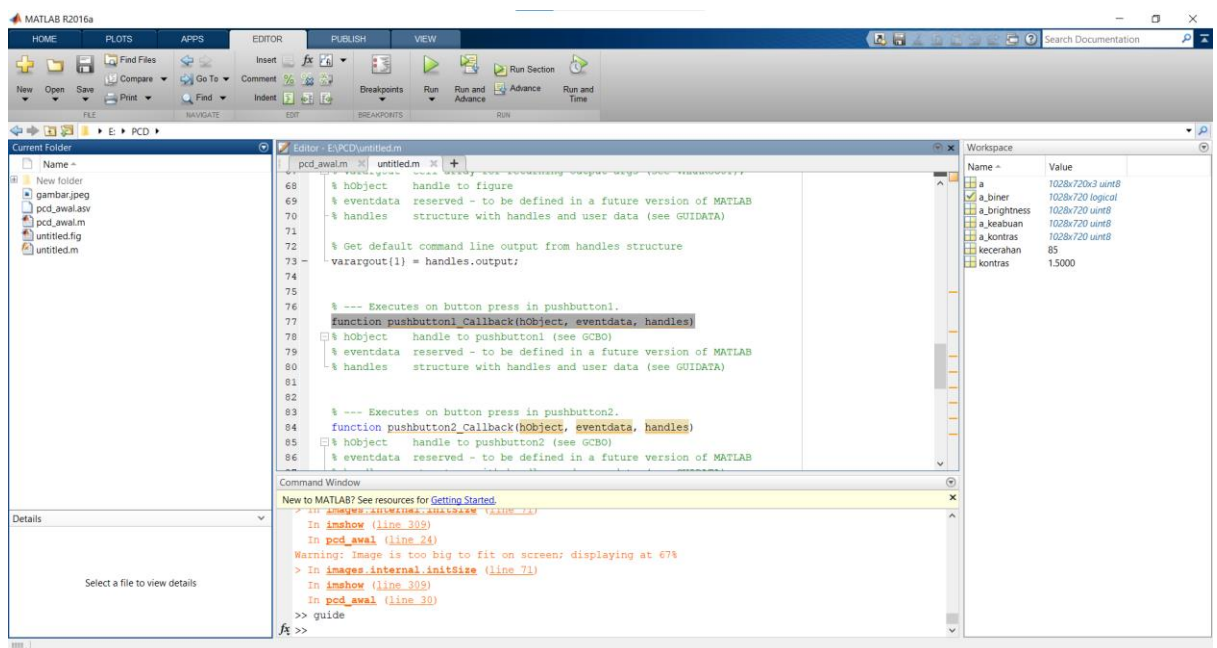 MATLAB R2016a
HOME PLOTS APPS EDITOR PUBLISH VIEW Search Documentation
New Open Save Find Files Compare Print Go To Find Insert Comment Indent fx Breakpoints Run Run and Advance Run Section Advance Run and Time
FILE NAVIGATE EDIT BREAKPOINTS RUN
E: PCD
Current Folder
Name
New folder
gambar.jpeg
pcd_awal.asv
pcd_awal.m
untitled.fig
untitled.m
Details
Select a file to view details
Editor - E:\PCD\untitled.m
pcd_awal.m untitled.m
68 % hObject handle to figure
69 % eventdata reserved - to be defined in a future version of MATLAB
70 % handles structure with handles and user data (see GUIDATA)
71
72 % Get default command line output from handles structure
73 varargout{1} = handles.output;
74
75
76 % --- Executes on button press in pushbutton1.
77 function pushbutton1_Callback(hObject, eventdata, handles)
78 % hObject handle to pushbutton1 (see GCBO)
79 % eventdata reserved - to be defined in a future version of MATLAB
80 % handles structure with handles and user data (see GUIDATA)
81
82
83 % --- Executes on button press in pushbutton2.
84 function pushbutton2_Callback(hObject, eventdata, handles)
85 % hObject handle to pushbutton2 (see GCBO)
86 % eventdata reserved - to be defined in a future version of MATLAB
Command Window
New to MATLAB? See resources for Getting Started.
> In images.internal.initSize (line 71)
In imshow (line 309)
In pcd_awal (line 24)
Warning: Image is too big to fit on screen; displaying at 67%
> In images.internal.initSize (line 71)
In imshow (line 309)
In pcd_awal (line 30)
>> guide
fx >>
Workspace
Name Value
a 1028x720x3 uint8
a_biner 1028x720 logical
a_brightness 1028x720 uint8
a_keabuan 1028x720 uint8
a_kontras 1028x720 uint8
kecerahan 85
kontras 1.5000